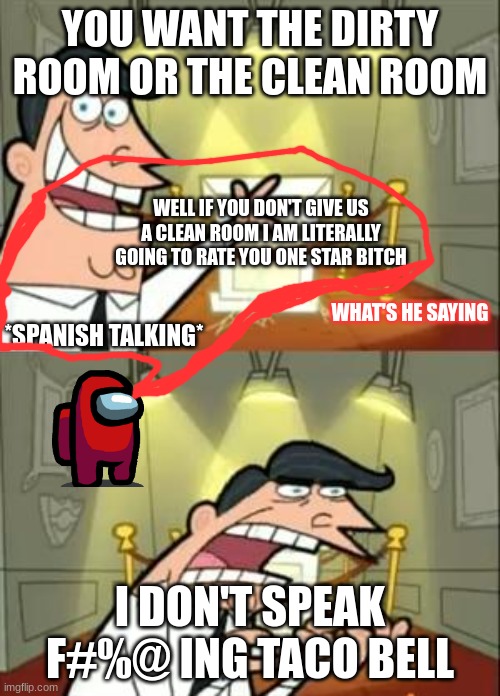 YOU WANT THE DIRTY
ROOM OR THE CLEAN ROOM
WELL IF YOU DON'T GIVE US
A CLEAN ROOM I AM LITERALLY
GOING TO RATE YOU ONE STAR BITCH
WHAT'S HE SAYING
*SPANISH TALKING*
I DON'T SPEAK
F#%@ ING TACO BELL
imgflip.com